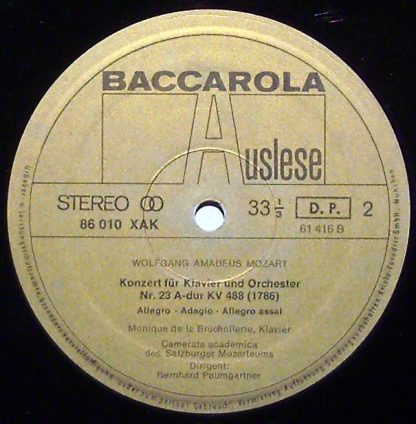 BACCAROLA
Auslese
STEREO
33 1/3
D. P.
2
86 010 XAK
61 416 B
WOLFGANG AMADEUS MOZART
Konzert für Klavier und Orchester
Nr. 23 A-dur KV 488 (1786)
Allegro · Adagio · Allegro assai
Monique de la Bruchollerie, Klavier
Camerata academica
des Salzburger Mozarteums
Dirigent:
Bernhard Paumgartner